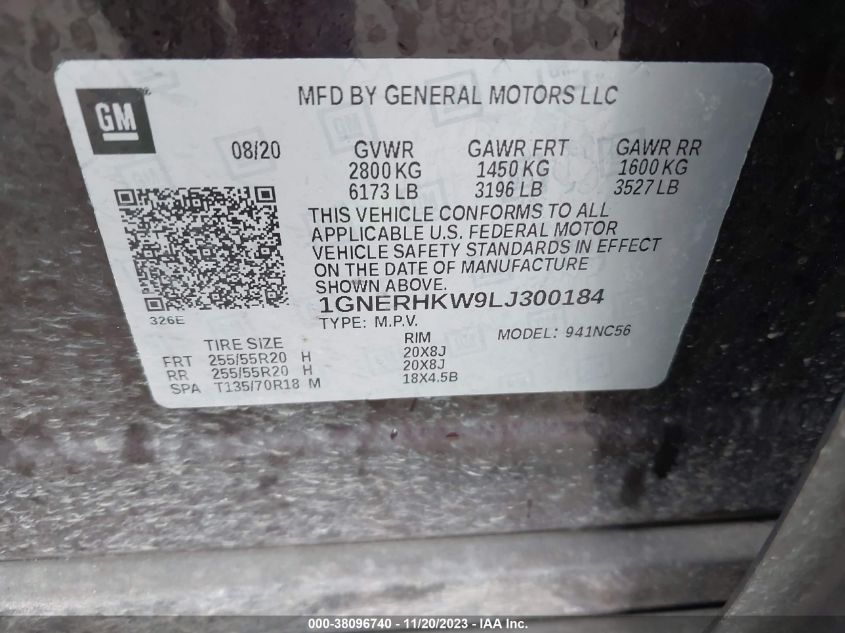 GM
MFD BY GENERAL MOTORS LLC
08/20 GVWR GAWR FRT GAWR RR
2800 KG 1450 KG 1600 KG
6173 LB 3196 LB 3527 LB
THIS VEHICLE CONFORMS TO ALL
APPLICABLE U.S. FEDERAL MOTOR
VEHICLE SAFETY STANDARDS IN EFFECT
ON THE DATE OF MANUFACTURE
SHOWN ABOVE.
1GNERHKW9LJ300184
326E
TYPE: M.P.V. MODEL: 941NC56
TIRE SIZE RIM
FRT 255/55R20 H 20X8J
RR 255/55R20 H 20X8J
SPA T135/70R18 M 18X4.5B
000-38096740 - 11/20/2023 - IAA Inc.